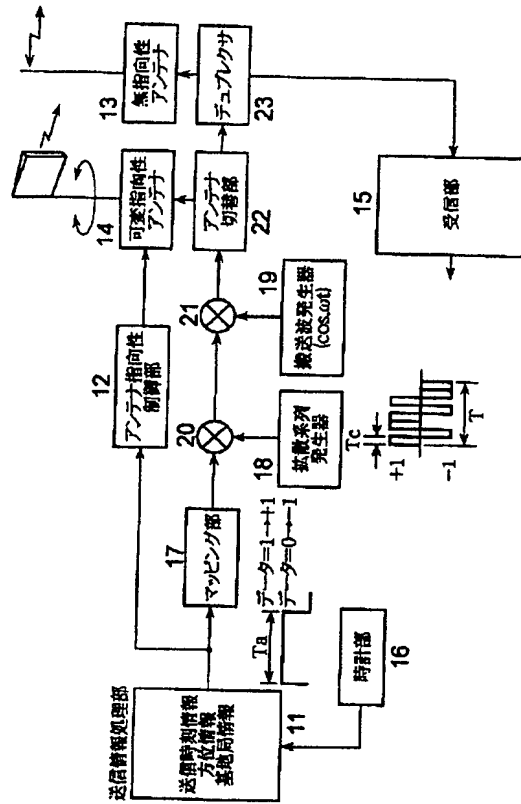 送信情報処理部
送信時刻情報
方位情報
基地局情報
11
時計部
16
Ta
データ=1→+1
データ=0→−1
マッピング部
17
アンテナ指向性
制御部
12
20
拡散系列
発生器
18
Tc
+1
−1
T
21
搬送波発生器
(cosωt)
19
可変指向性
アンテナ
14
アンテナ
切替部
22
無指向性
アンテナ
13
デュプレクサ
23
受信部
15